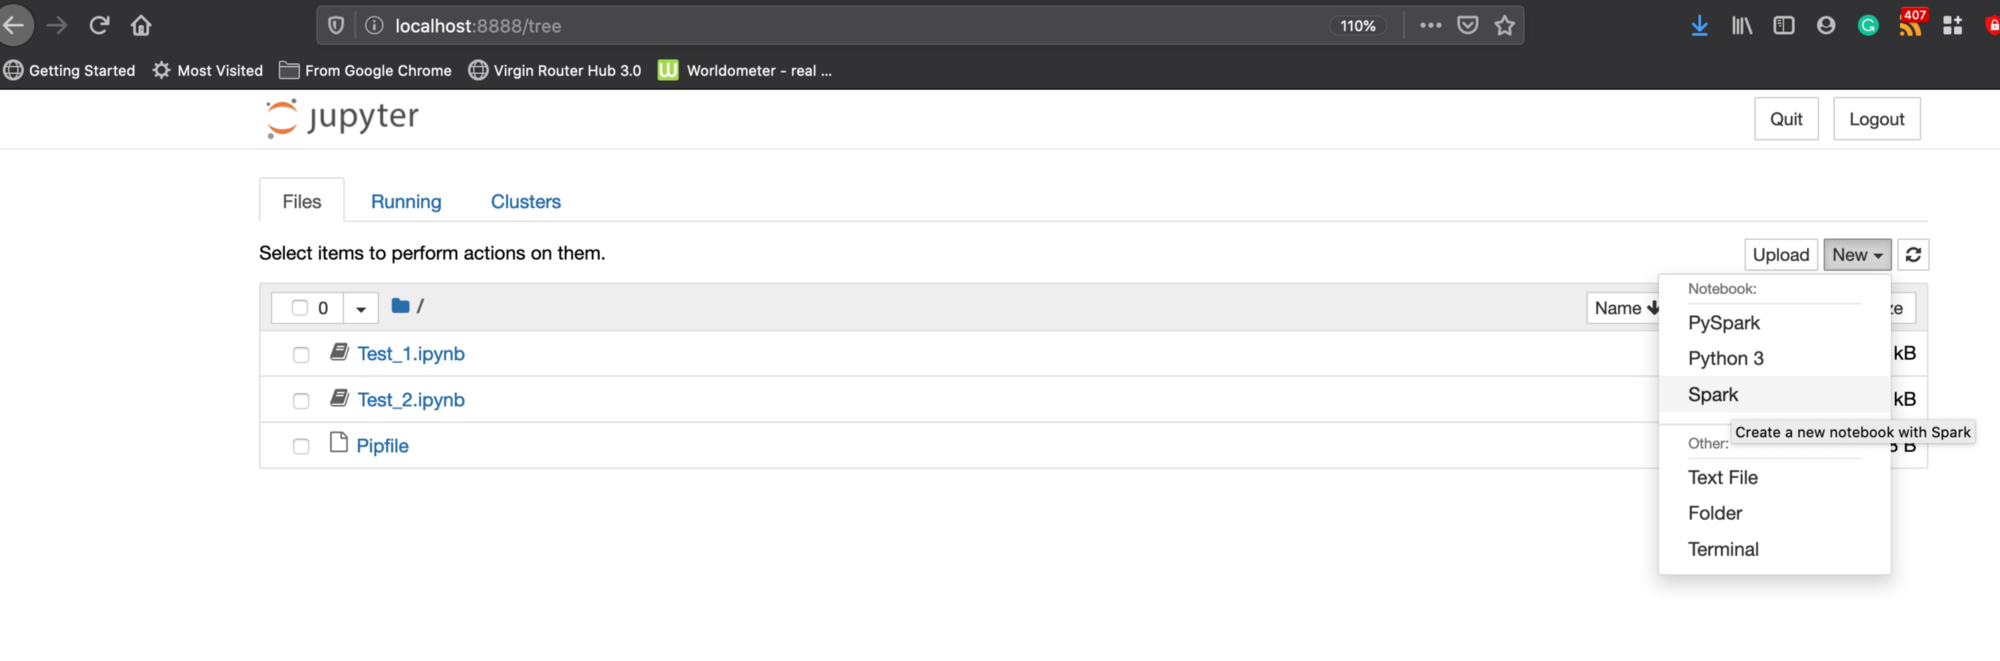 localhost:8888/tree 110% 407
Getting Started Most Visited From Google Chrome Virgin Router Hub 3.0 Worldometer - real ...
jupyter Quit Logout
Files Running Clusters
Select items to perform actions on them. Upload New
0 / Name
Notebook:
PySpark
Test_1.ipynb kB
Python 3
Spark
Test_2.ipynb kB
Create a new notebook with Spark
Other:
Pipfile B
Text File
Folder
Terminal